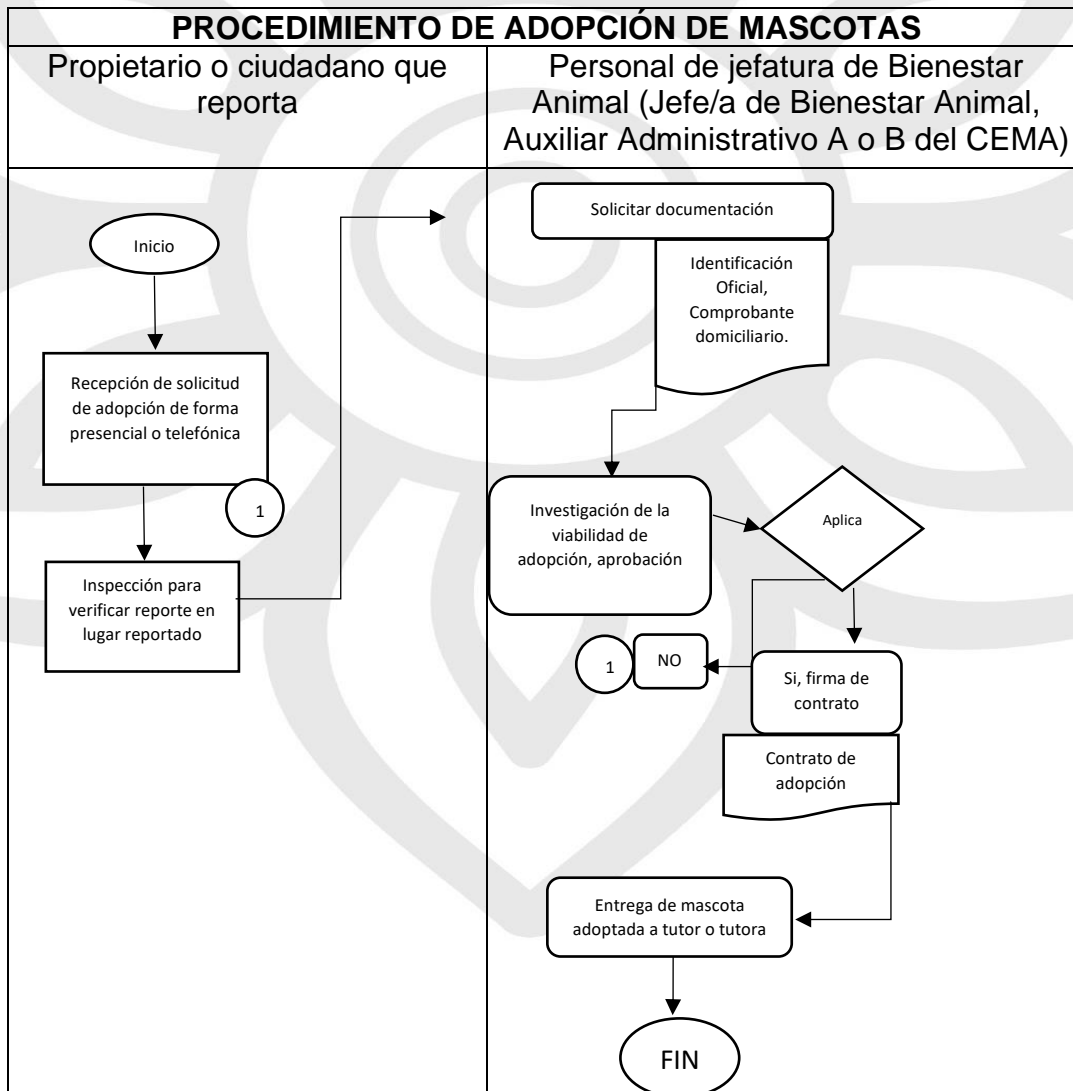 PROCEDIMIENTO DE ADOPCIÓN DE MASCOTAS
Propietario o ciudadano que
reporta
Personal de jefatura de Bienestar
Animal (Jefe/a de Bienestar Animal,
Auxiliar Administrativo A o B del CEMA)
Inicio
Recepción de solicitud
de adopción de forma
presencial o telefónica
1
Inspección para
verificar reporte en
lugar reportado
Solicitar documentación
Identificación
Oficial,
Comprobante
domiciliario.
Investigación de la
viabilidad de
adopción, aprobación
Aplica
1
NO
Si, firma de
contrato
Contrato de
adopción
Entrega de mascota
adoptada a tutor o tutora
FIN